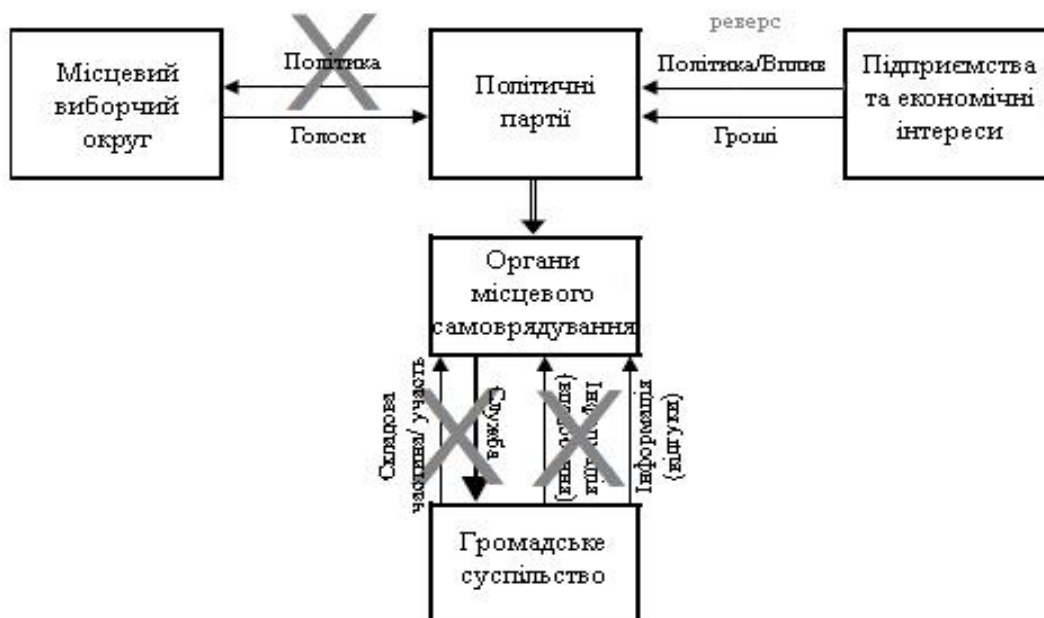 реверс
Місцевий
виборчий
округ
Політика
Голоси
Політичні
партії
Політика/Вплив
Гроші
Підприємства
та економічні
інтереси
Органи
місцевого
самоврядування
Складова
частина/ участь
Служба
Інформація
(відгуки)
Громадське
суспільство